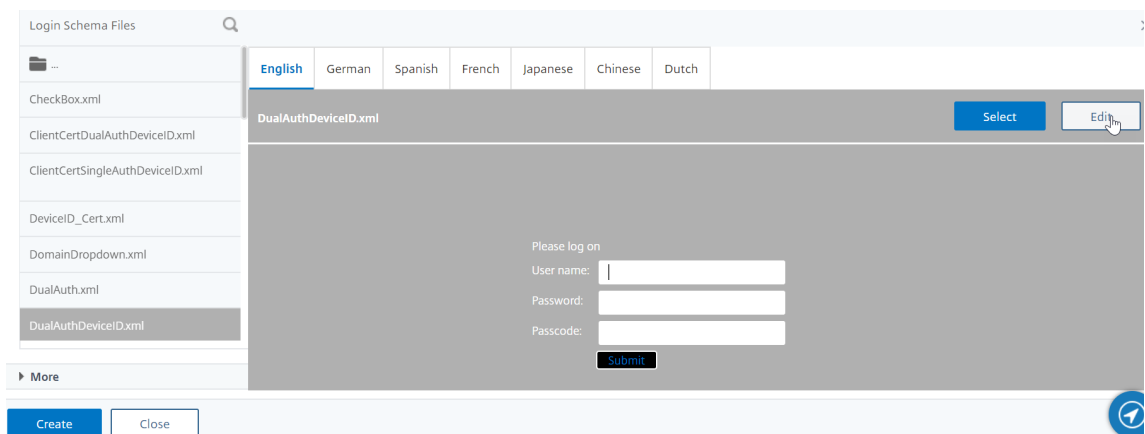 Login Schema Files
...
English German Spanish French Japanese Chinese Dutch
CheckBox.xml
DualAuthDeviceID.xml Select Edit
ClientCertDualAuthDeviceID.xml
ClientCertSingleAuthDeviceID.xml
DeviceID_Cert.xml
DomainDropdown.xml
DualAuth.xml
DualAuthDeviceID.xml
Please log on
User name:
Password:
Passcode:
Submit
More
Create Close